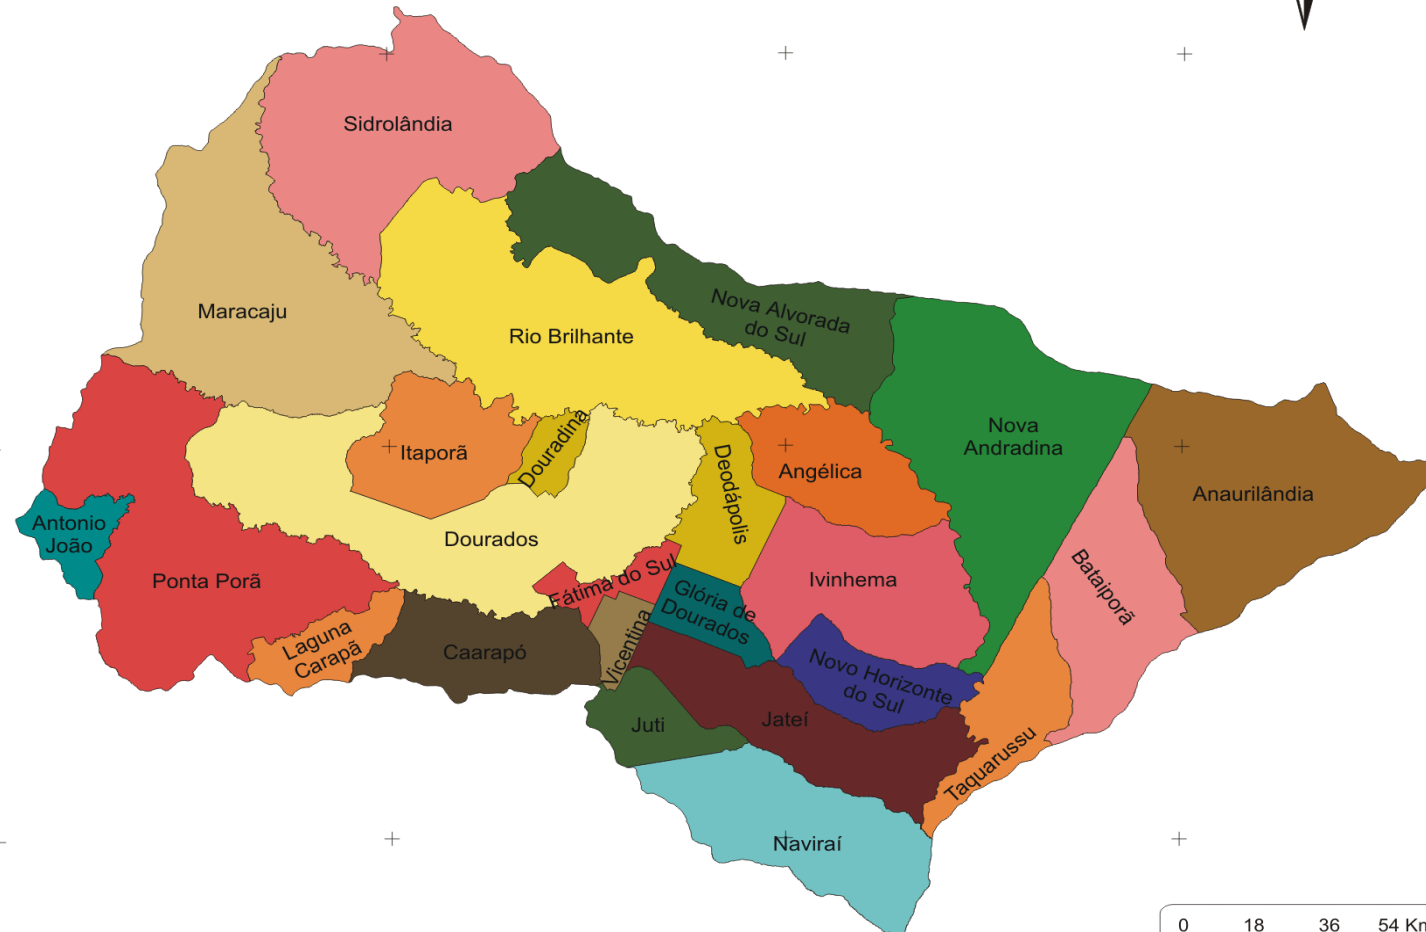 Sidrolândia
Maracaju
Nova Alvorada
do Sul
Rio Brilhante
Nova
Andradina
Itaporã
Douradina
Deodápolis
Angélica
Anaurilândia
Antonio
João
Dourados
Ponta Porã
Fátima do Sul
Ivinhema
Bataiporã
Glória de
Dourados
Laguna
Carapã
Caarapó
Vicentina
Novo Horizonte
do Sul
Juti
Jateí
Taquarussu
Naviraí
0 18 36 54 Km